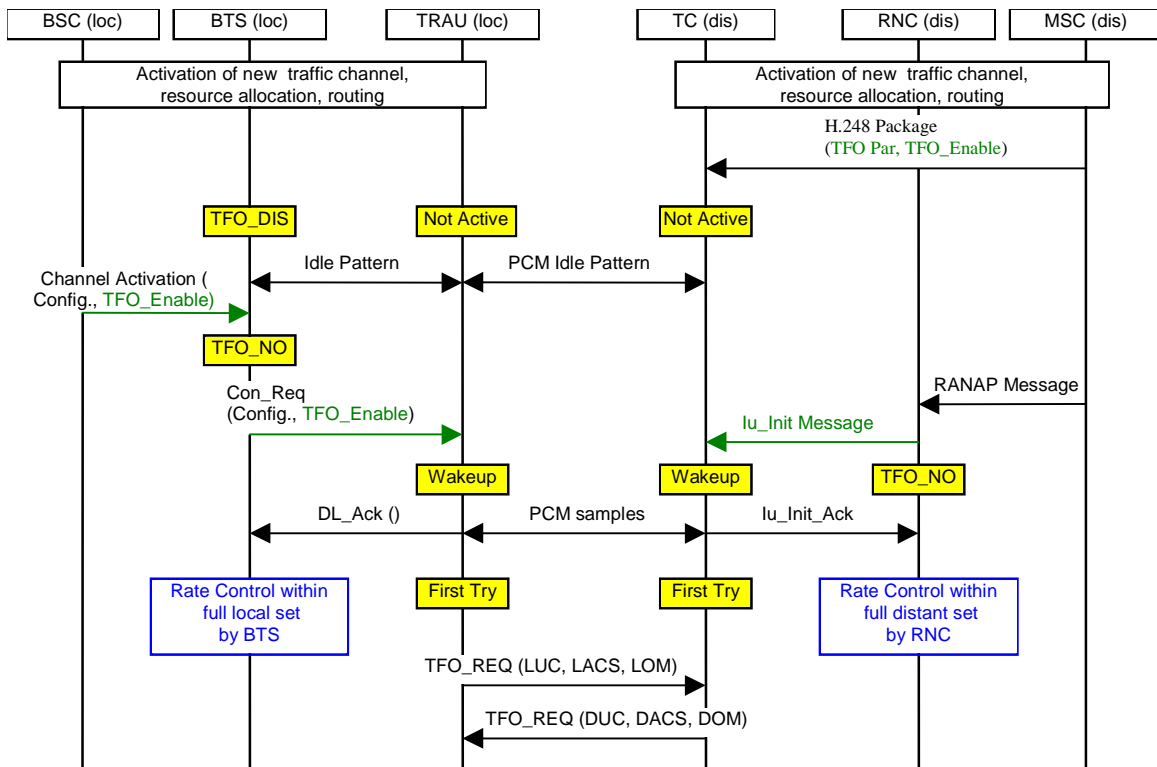 BSC (loc)
BTS (loc)
TRAU (loc)
TC (dis)
RNC (dis)
MSC (dis)
Activation of new traffic channel,
resource allocation, routing
Activation of new traffic channel,
resource allocation, routing
H.248 Package
(TFO Par, TFO_Enable)
TFO_DIS
Not Active
Not Active
Idle Pattern
PCM Idle Pattern
Channel Activation (
Config., TFO_Enable)
TFO_NO
Con_Req
(Config., TFO_Enable)
RANAP Message
Iu_Init Message
Wakeup
Wakeup
TFO_NO
DL_Ack ()
PCM samples
Iu_Init_Ack
Rate Control within
full local set
by BTS
First Try
First Try
Rate Control within
full distant set
by RNC
TFO_REQ (LUC, LACS, LOM)
TFO_REQ (DUC, DACS, DOM)